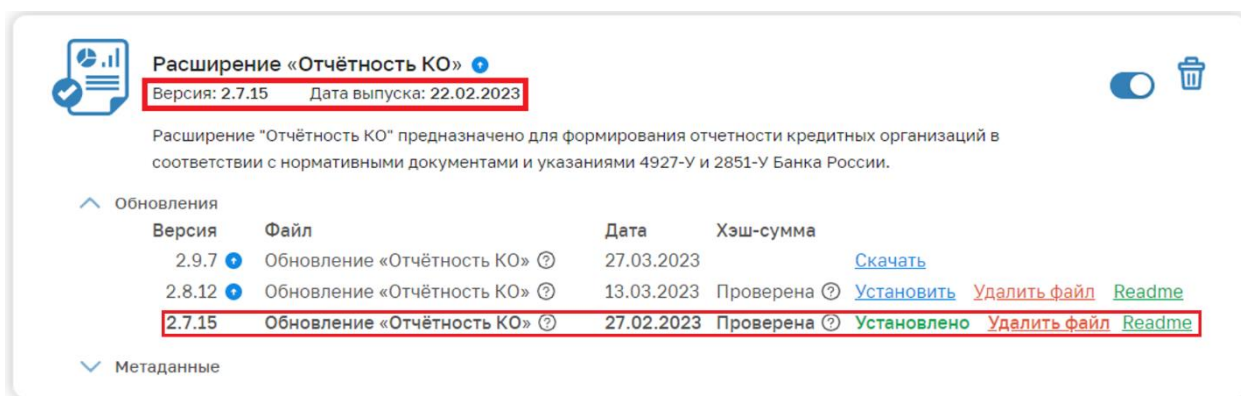 Расширение «Отчётность КО»
Версия: 2.7.15 Дата выпуска: 22.02.2023
Расширение "Отчётность КО" предназначено для формирования отчетности кредитных организаций в
соответствии с нормативными документами и указаниями 4927-У и 2851-У Банка России.
Обновления
Версия Файл Дата Хэш-сумма
2.9.7 Обновление «Отчётность КО» 27.03.2023 Скачать
2.8.12 Обновление «Отчётность КО» 13.03.2023 Проверена Установить Удалить файл Readme
2.7.15 Обновление «Отчётность КО» 27.02.2023 Проверена Установлено Удалить файл Readme
Метаданные